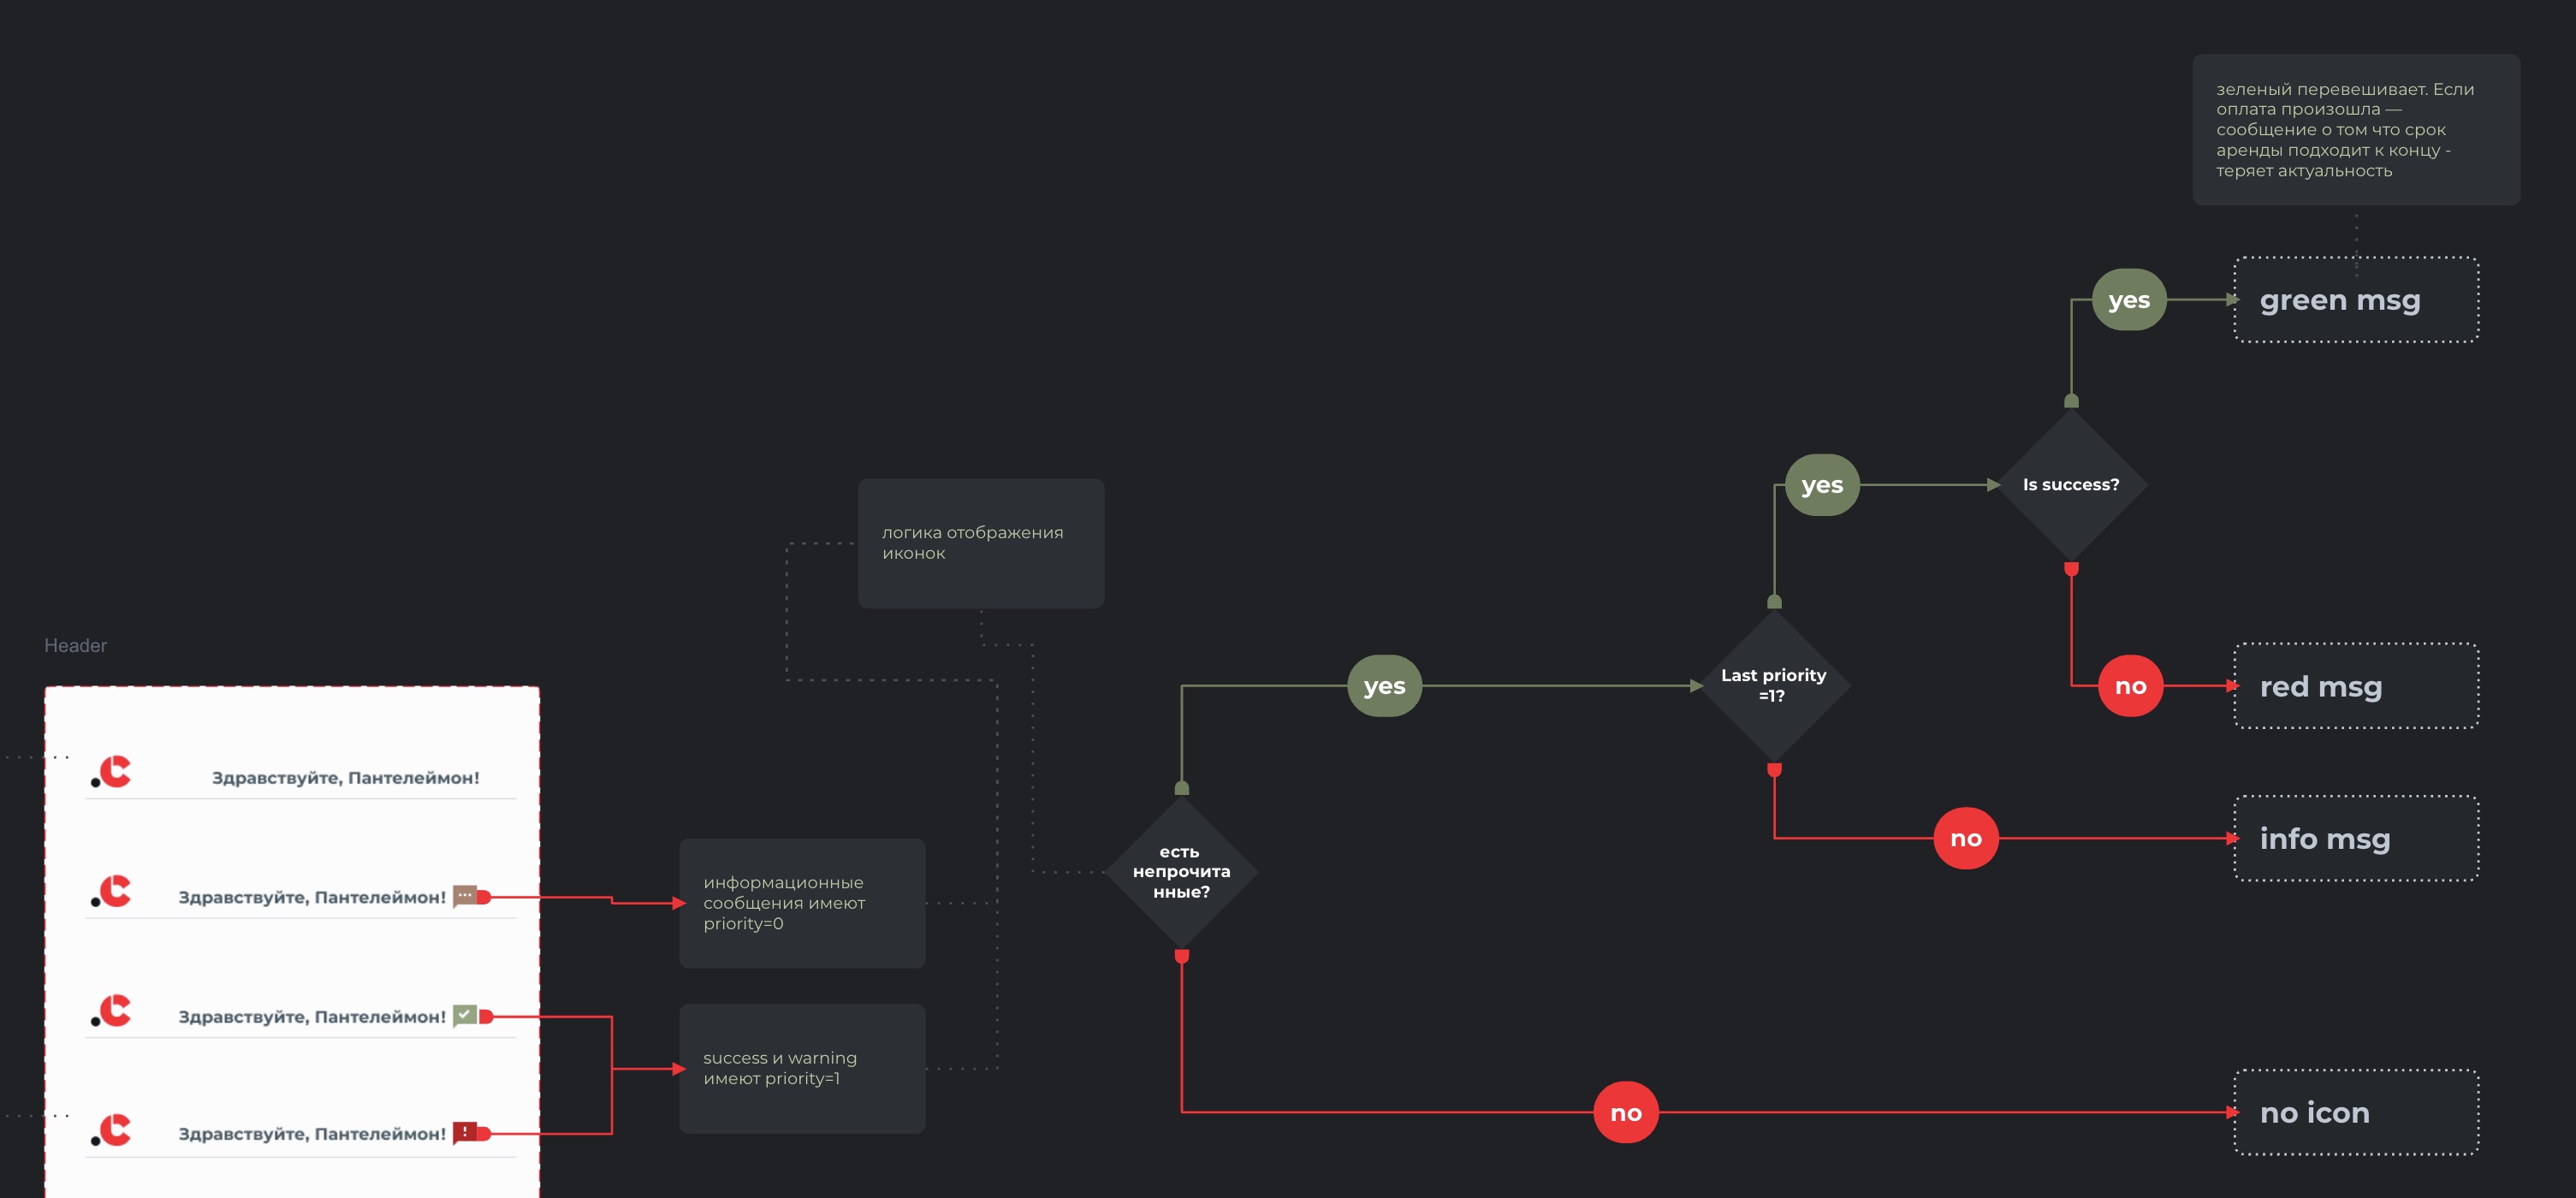 зеленый перевешивает. Если
оплата произошла —
сообщение о том что срок
аренды подходит к концу -
теряет актуальность
yes
green msg
yes
Is success?
логика отображения
иконок
Header
yes
Last priority
=1?
no
red msg
Здравствуйте, Пантелеймон!
no
info msg
есть
непрочита
нные?
информационные
сообщения имеют
priority=0
Здравствуйте, Пантелеймон!
Здравствуйте, Пантелеймон!
success и warning
имеют priority=1
no
no icon
Здравствуйте, Пантелеймон!